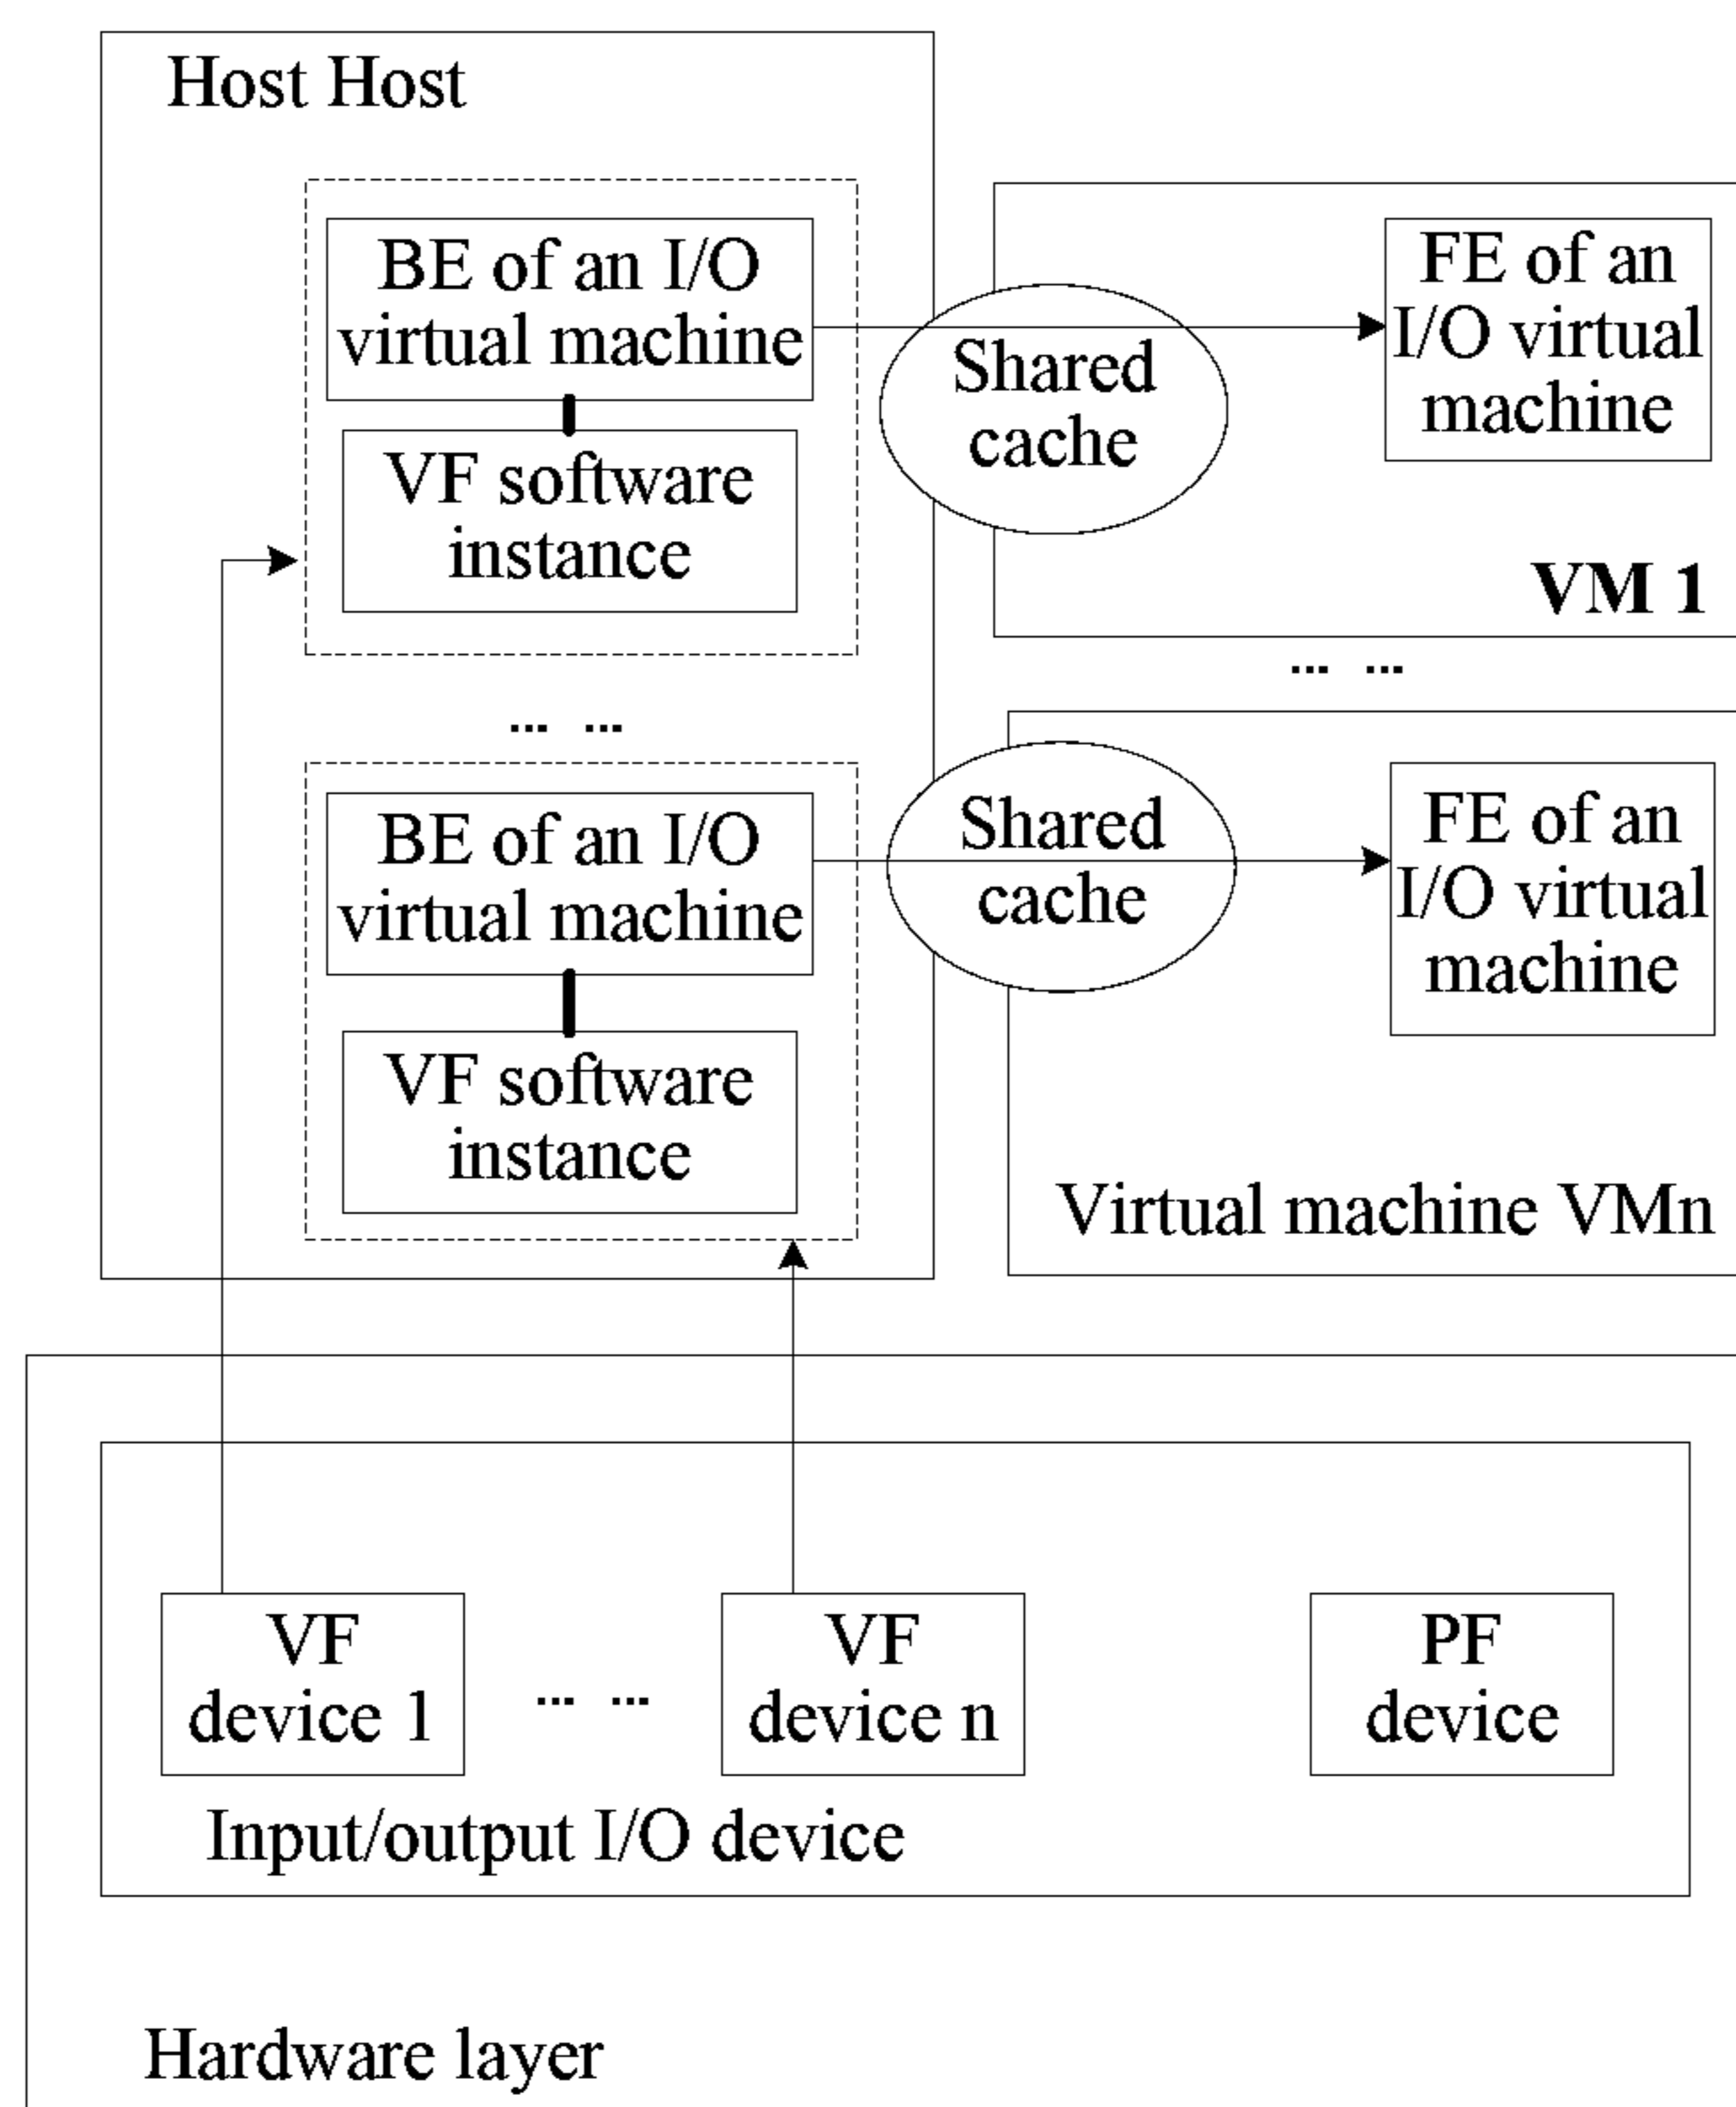 Host Host
BE of an I/O
virtual machine
VF software
instance
Shared
cache
FE of an
I/O virtual
machine
VM 1
... ...
... ...
BE of an I/O
virtual machine
VF software
instance
Shared
cache
FE of an
I/O virtual
machine
Virtual machine VMn
VF
device 1
... ...
VF
device n
PF
device
Input/output I/O device
Hardware layer